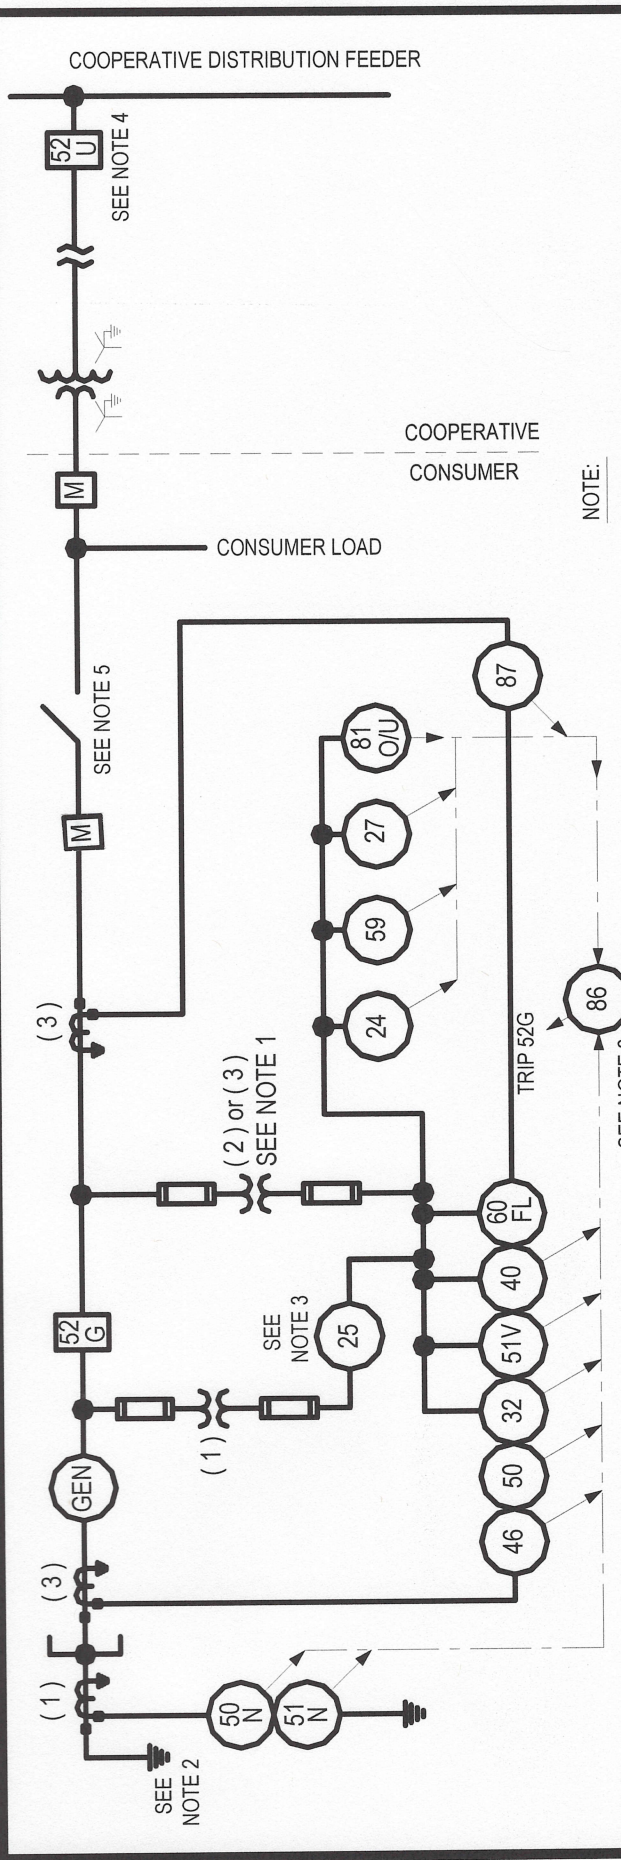 COOPERATIVE DISTRIBUTION FEEDER
52
U
SEE NOTE 4
COOPERATIVE
CONSUMER
NOTE:
M
CONSUMER LOAD
SEE NOTE 5
M
87
81
O/U
27
59
24
( 3 )
( 2 ) or ( 3 )
SEE NOTE 1
TRIP 52G
86
52
G
SEE
NOTE 3
25
60
FL
40
51V
32
50
46
( 1 )
GEN
( 3 )
( 1 )
50
N
51
N
SEE
NOTE 2